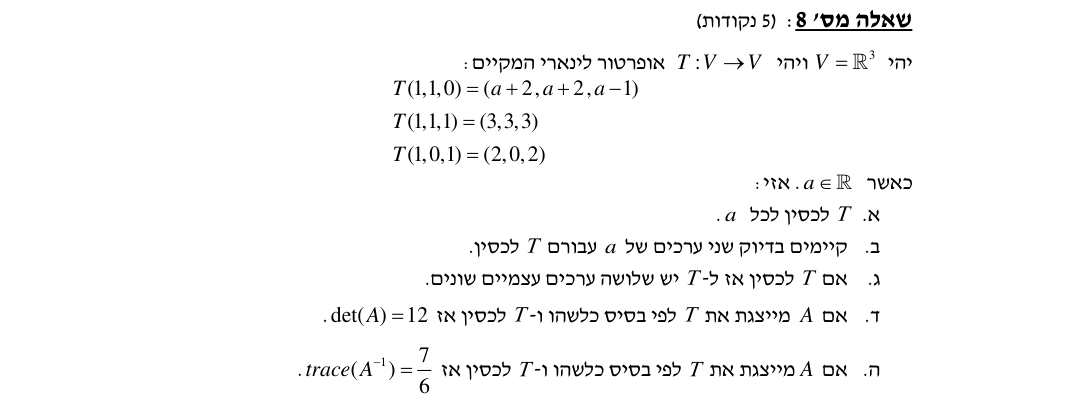 שאלה מס' 8 : (5 נקודות)
יהי V = ℝ³ ויהי T : V → V אופרטור לינארי המקיים :
T(1,1,0) = (a + 2, a + 2, a − 1)
T(1,1,1) = (3,3,3)
T(1,0,1) = (2,0,2)
כאשר a ∈ ℝ . אזי :
א. T לכסין לכל a .
ב. קיימים בדיוק שני ערכים של a עבורם T לכסין.
ג. אם T לכסין אז ל-T יש שלושה ערכים עצמיים שונים.
ד. אם A מייצגת את T לפי בסיס כלשהו ו-T לכסין אז det(A) = 12 .
ה. אם A מייצגת את T לפי בסיס כלשהו ו-T לכסין אז trace(A⁻¹) = 7/6 .